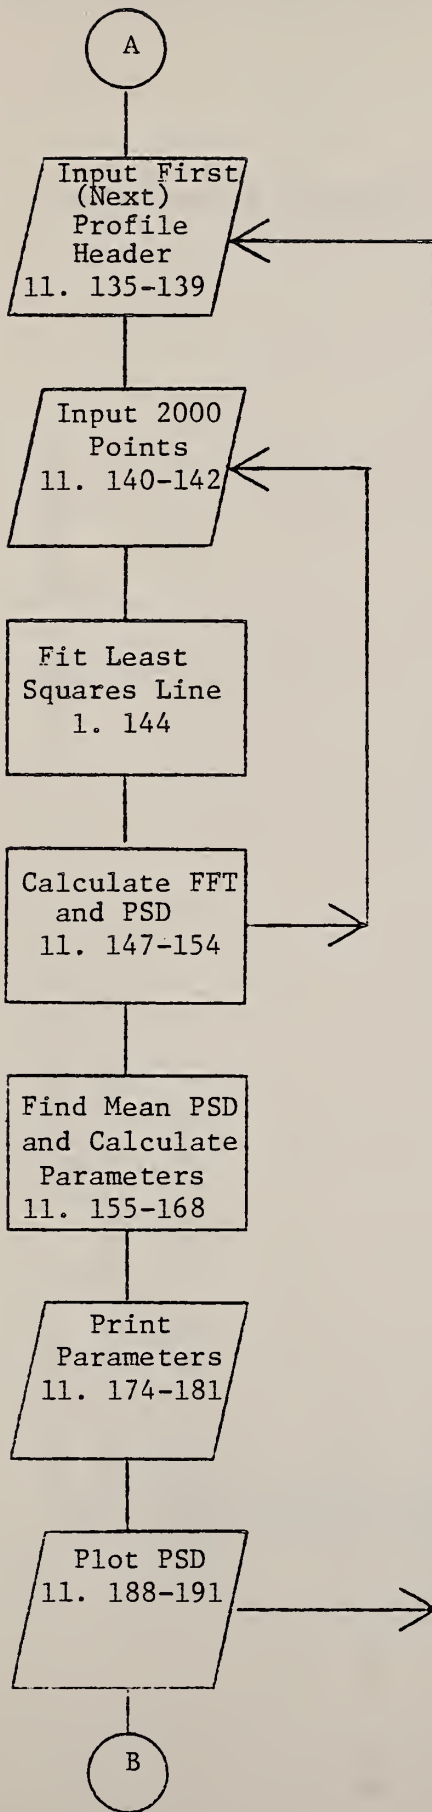 A
Input First
(Next)
Profile
Header
11. 135-139
Input 2000
Points
11. 140-142
Fit Least
Squares Line
1. 144
Calculate FFT
and PSD
11. 147-154
Find Mean PSD
and Calculate
Parameters
11. 155-168
Print
Parameters
11. 174-181
Plot PSD
11. 188-191
B